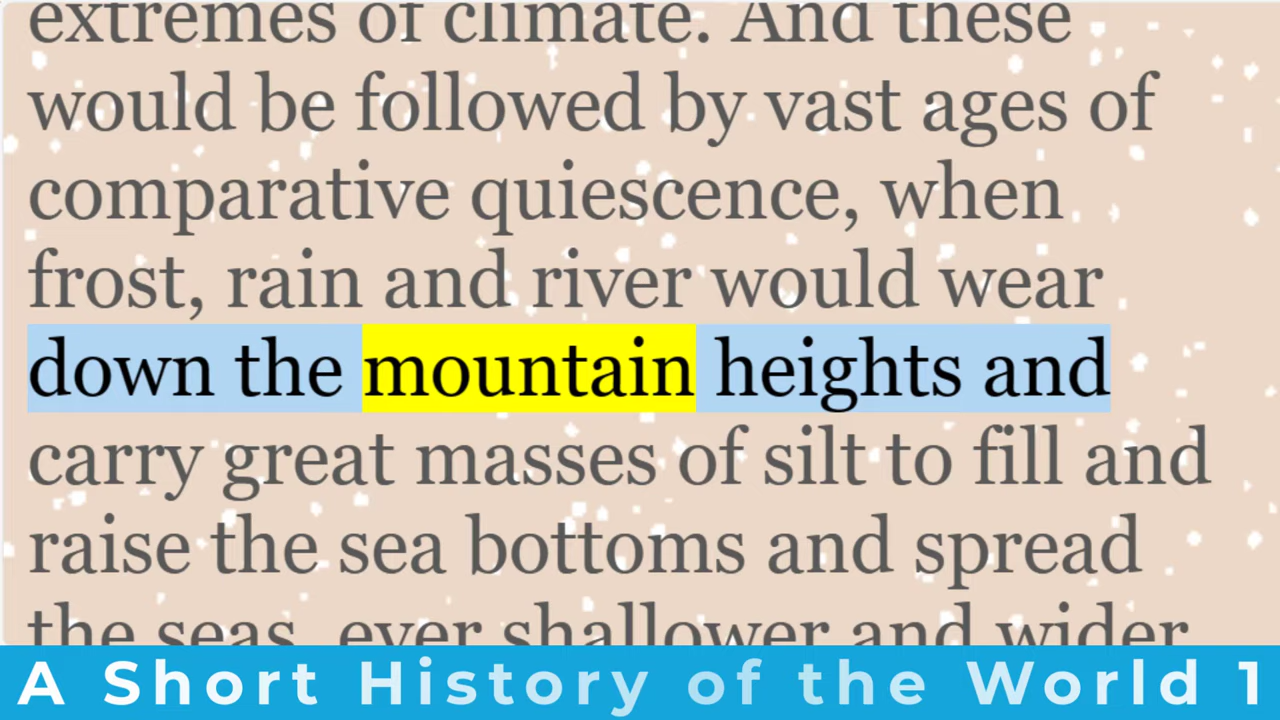 extremes of climate. And these
would be followed by vast ages of
comparative quiescence, when
frost, rain and river would wear
down the mountain heights and
carry great masses of silt to fill and
raise the sea bottoms and spread
the seas, ever shallower and wider
A Short History of the World 1